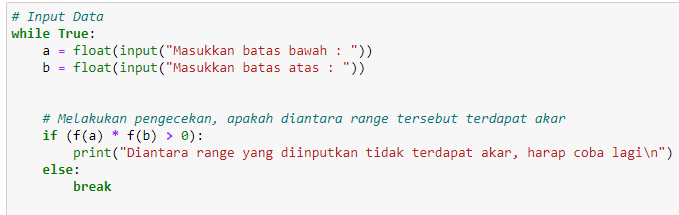 # Input Data
while True:
    a = float(input("Masukkan batas bawah : "))
    b = float(input("Masukkan batas atas : "))
    # Melakukan pengecekan, apakah diantara range tersebut terdapat akar
    if (f(a) * f(b) > 0):
        print("Diantara range yang diinputkan tidak terdapat akar, harap coba lagi\n")
    else:
        break